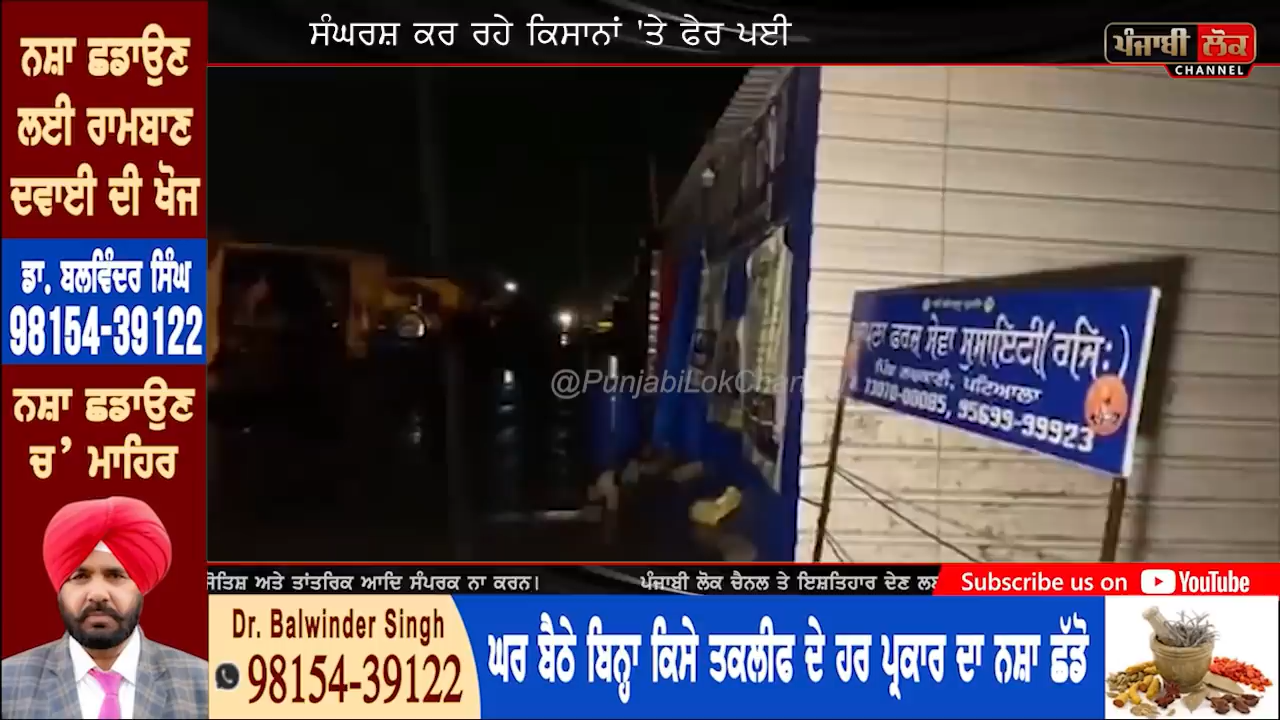 ਸੰਘਰਸ਼ ਕਰ ਰਹੇ ਕਿਸਾਨਾਂ 'ਤੇ ਫੇਰ ਪਈ
ਪੰਜਾਬੀ ਲੋਕ
CHANNEL
ਨਸ਼ਾ ਛਡਾਉਣ
ਲਈ ਰਾਮਬਾਣ
ਦਵਾਈ ਦੀ ਖੋਜ
ਡਾ. ਬਲਵਿੰਦਰ ਸਿੰਘ
98154-39122
ਨਸ਼ਾ ਛਡਾਉਣ
ਚ' ਮਾਹਿਰ
ਫਰਜ਼ ਸੇਵਾ ਸੁਸਾਇਟੀ(ਰਜਿ:)
ਪਿੰਡ ਪਟਿਆਲਾ
95699-99923
@PunjabiLokChan
ਜੋਤਿਸ਼ ਅਤੇ ਤਾਂਤਰਿਕ ਆਦਿ ਸੰਪਰਕ ਨਾ ਕਰਨ।
ਪੰਜਾਬੀ ਲੋਕ ਚੈਨਲ ਤੇ ਇਸ਼ਤਿਹਾਰ ਦੇਣ ਲਈ
Subscribe us on YouTube
Dr. Balwinder Singh
98154-39122
ਘਰ ਬੈਠੇ ਬਿਨ੍ਹਾ ਕਿਸੇ ਤਕਲੀਫ ਦੇ ਹਰ ਪ੍ਰਕਾਰ ਦਾ ਨਸ਼ਾ ਛੱਡੋ